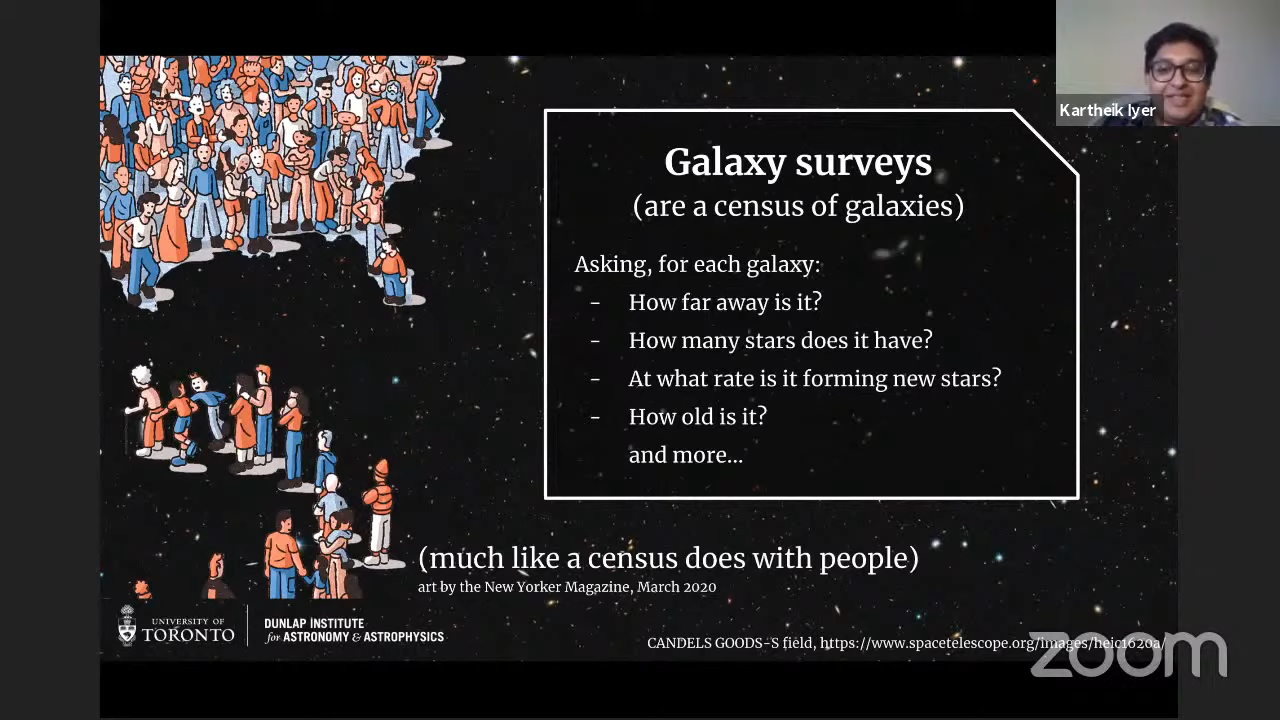 Kartheik Iyer
Galaxy surveys
(are a census of galaxies)
Asking, for each galaxy:
- How far away is it?
- How many stars does it have?
- At what rate is it forming new stars?
- How old is it?
and more...
(much like a census does with people)
art by the New Yorker Magazine, March 2020
UNIVERSITY OF
TORONTO
DUNLAP INSTITUTE
for ASTRONOMY & ASTROPHYSICS
CANDELS GOODS-S field, https://www.spacetelescope.org/images/heic1620a/
zoom